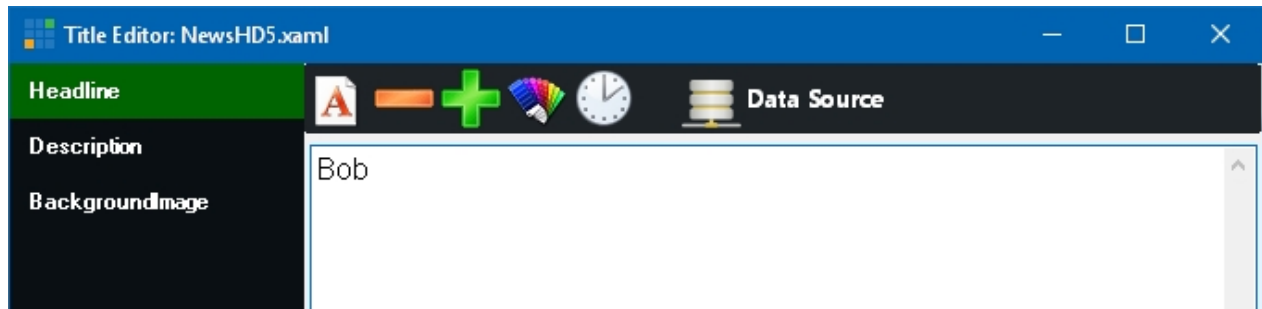 Title Editor: NewsHD5.xaml
Headline
A
Data Source
Description
Bob
BackgroundImage